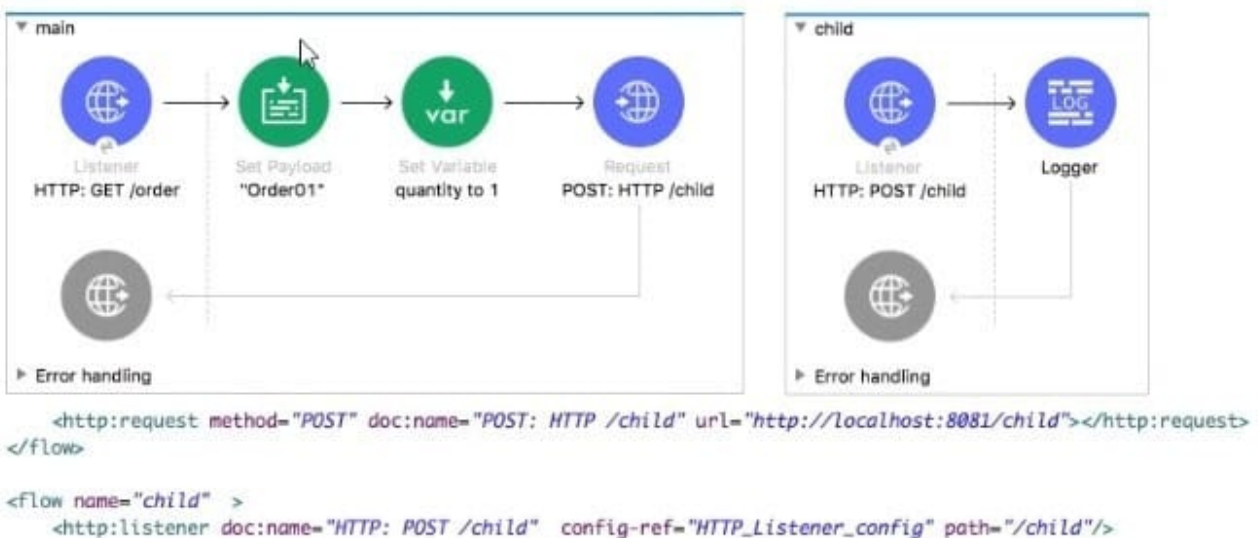 main
Listener
HTTP: GET /order
Set Payload
"Order01"
var
Set Variable
quantity to 1
Request
POST: HTTP /child
Error handling
child
Listener
HTTP: POST /child
LOG
Logger
Error handling
<http:request method="POST" doc:name="POST: HTTP /child" url="http://localhost:8081/child"></http:request>
</flow>
<flow name="child" >
<http:listener doc:name="HTTP: POST /child" config-ref="HTTP_Listener_config" path="/child"/>